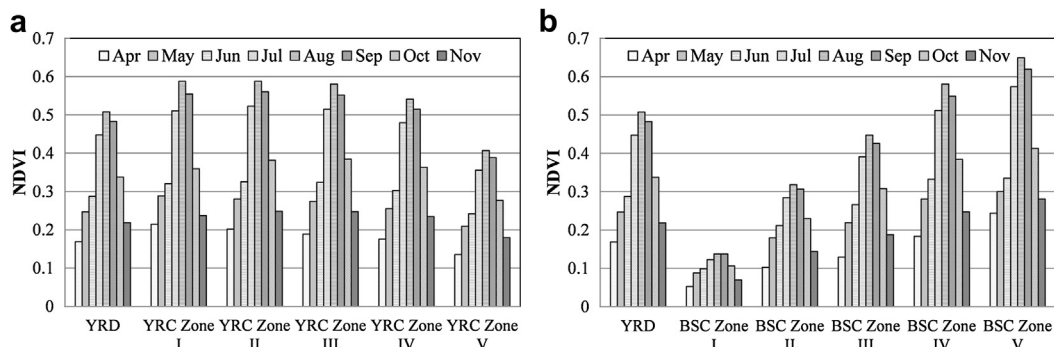 a
0.7
Apr May Jun Jul Aug Sep Oct Nov
0.6
0.5
0.4
0.3
0.2
0.1
0
NDVI
YRD YRC Zone YRC Zone YRC Zone YRC Zone YRC Zone
I II III IV V
b
0.7
Apr May Jun Jul Aug Sep Oct Nov
0.6
0.5
0.4
0.3
0.2
0.1
0
NDVI
YRD BSC Zone BSC Zone BSC Zone BSC Zone BSC Zone
I II III IV V